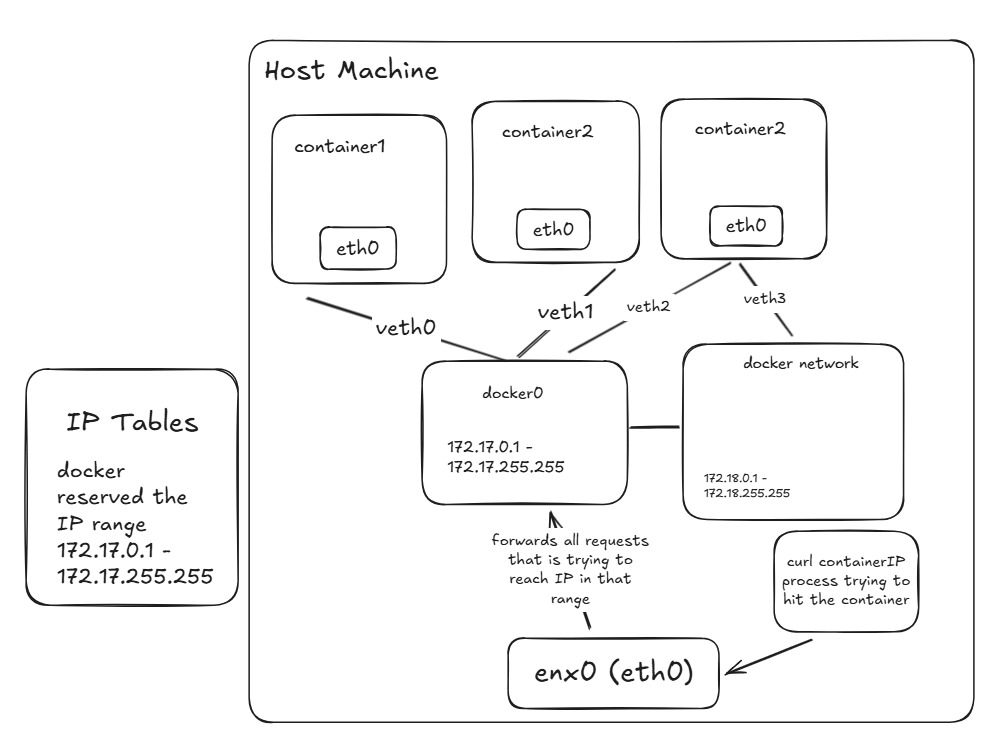 Host Machine
container1
container2
container2
eth0
eth0
eth0
veth0
veth1
veth2
veth3
docker0
172.17.0.1 -
172.17.255.255
docker network
172.18.0.1 -
172.18.255.255
IP Tables
docker
reserved the
IP range
172.17.0.1 -
172.17.255.255
forwards all requests
that is trying to
reach IP in that
range
curl containerIP
process trying to
hit the container
enx0 (eth0)